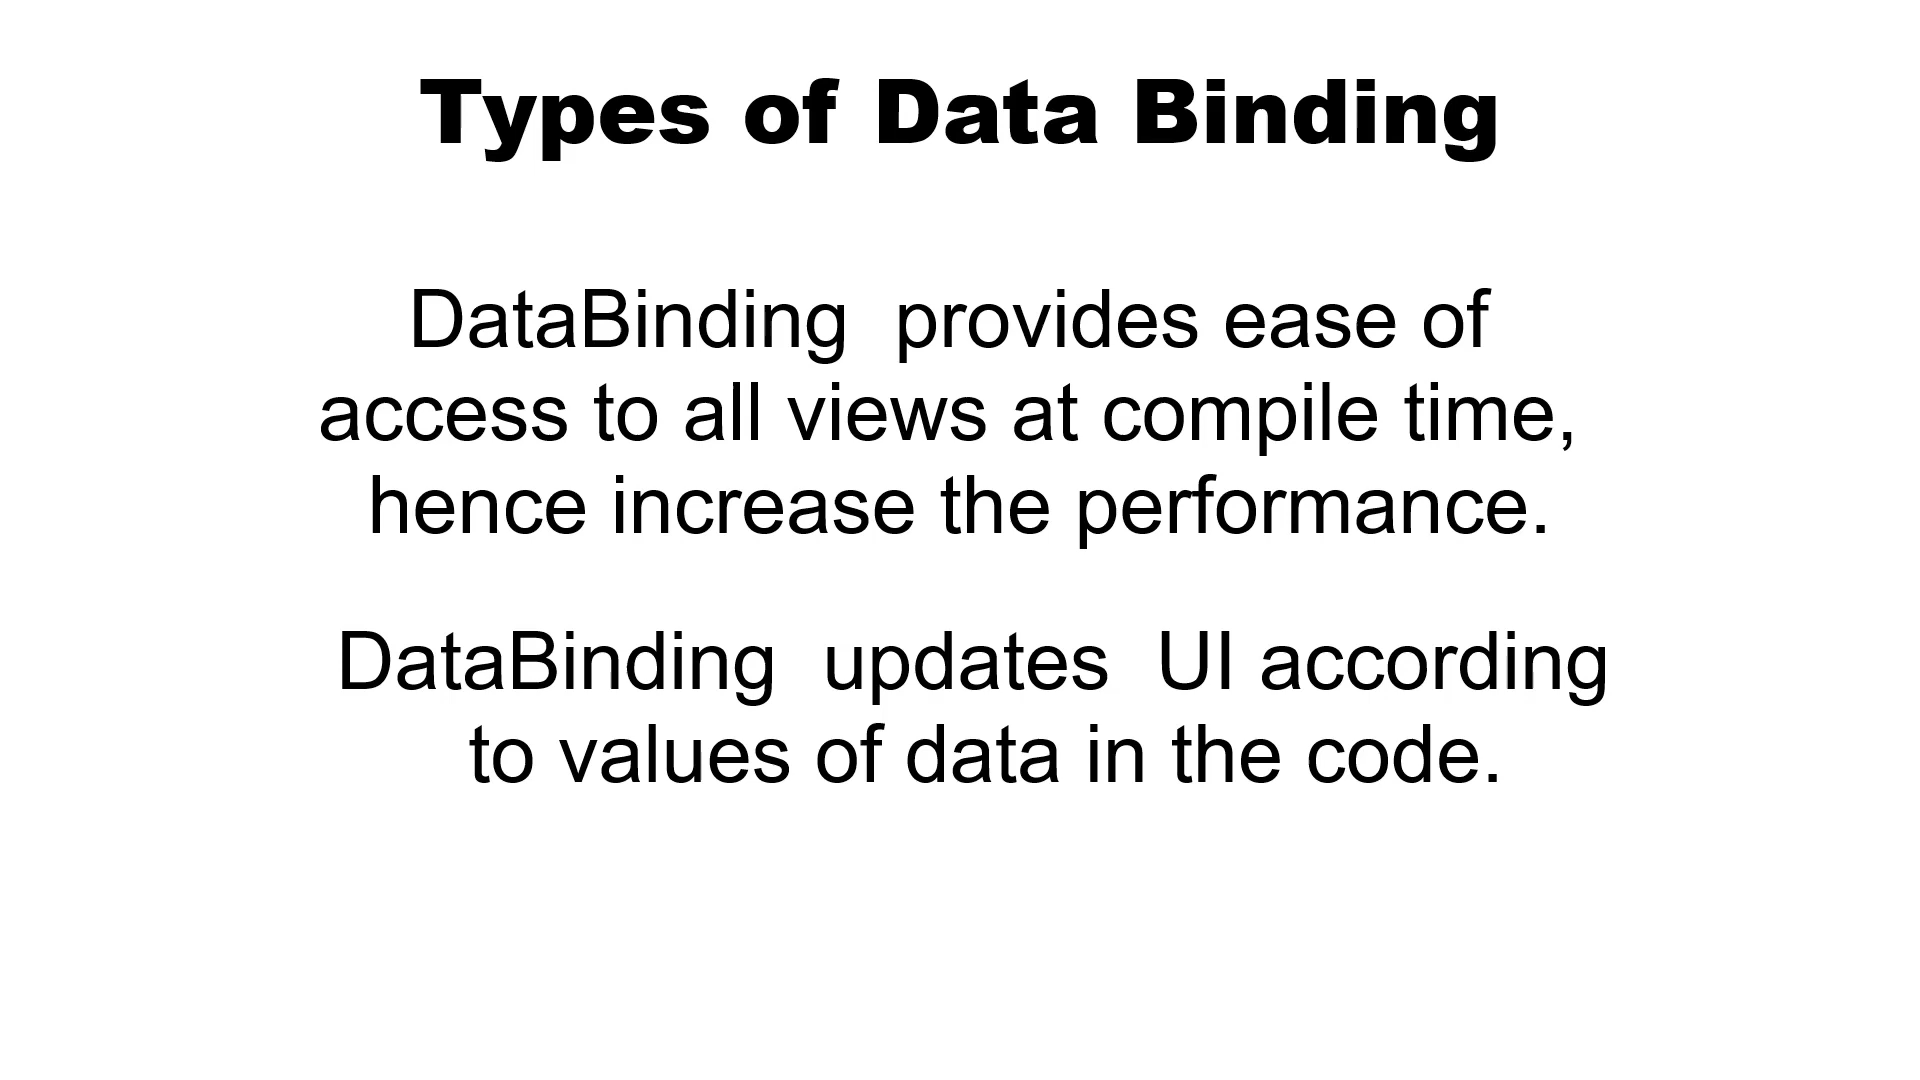 Types of Data Binding
DataBinding  provides ease of
access to all views at compile time,
hence increase the performance.
DataBinding  updates  UI according
to values of data in the code.